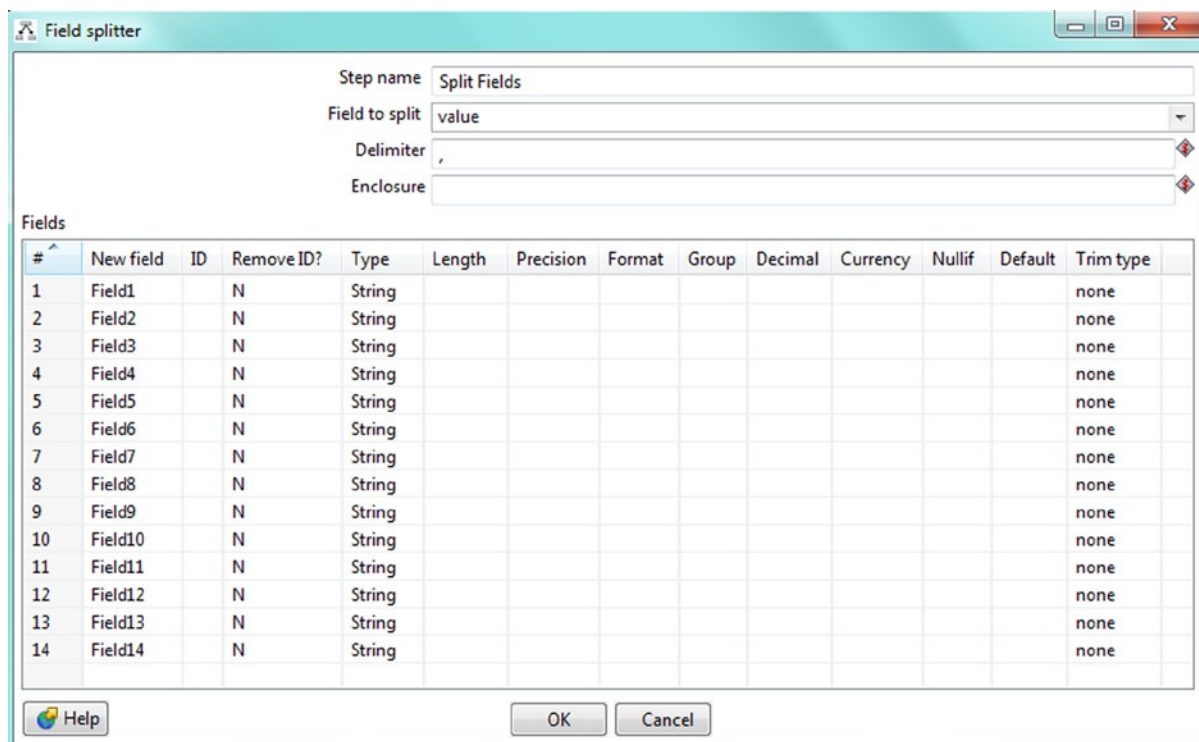 Field splitter
Step name Split Fields
Field to split value
Delimiter ,
Enclosure
Fields
# New field ID Remove ID? Type Length Precision Format Group Decimal Currency Nullif Default Trim type
1 Field1 N String none
2 Field2 N String none
3 Field3 N String none
4 Field4 N String none
5 Field5 N String none
6 Field6 N String none
7 Field7 N String none
8 Field8 N String none
9 Field9 N String none
10 Field10 N String none
11 Field11 N String none
12 Field12 N String none
13 Field13 N String none
14 Field14 N String none
Help OK Cancel